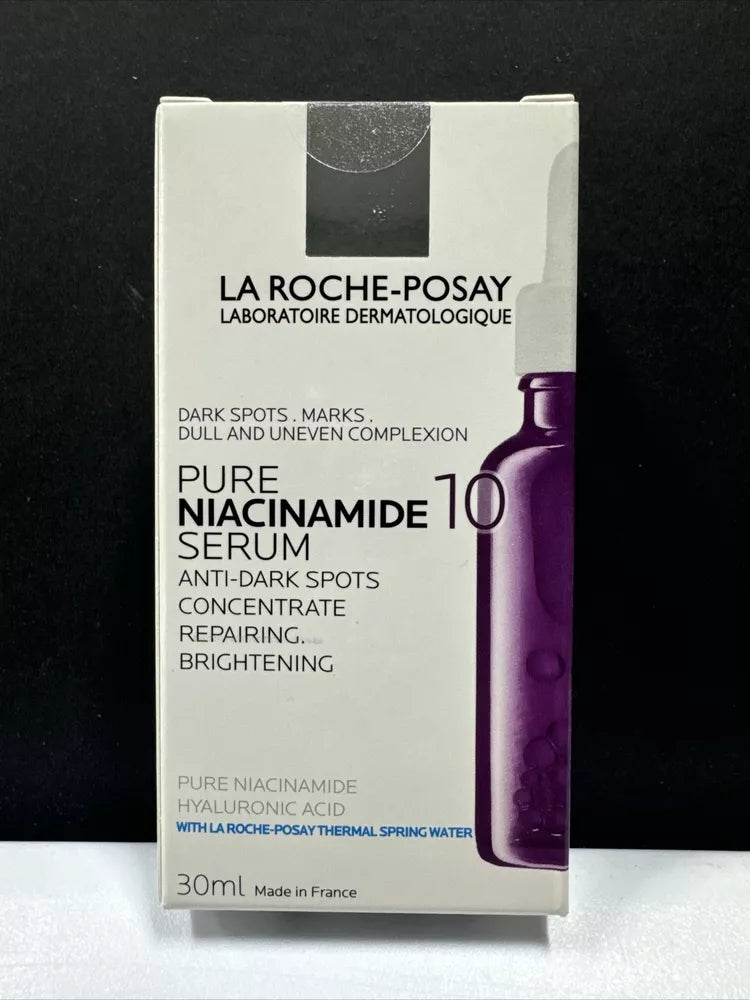 LA ROCHE-POSAY
LABORATOIRE DERMATOLOGIQUE
DARK SPOTS . MARKS .
DULL AND UNEVEN COMPLEXION
PURE
NIACINAMIDE 10
SERUM
ANTI-DARK SPOTS
CONCENTRATE
REPAIRING.
BRIGHTENING
PURE NIACINAMIDE
HYALURONIC ACID
WITH LA ROCHE-POSAY THERMAL SPRING WATER
30ml Made in France